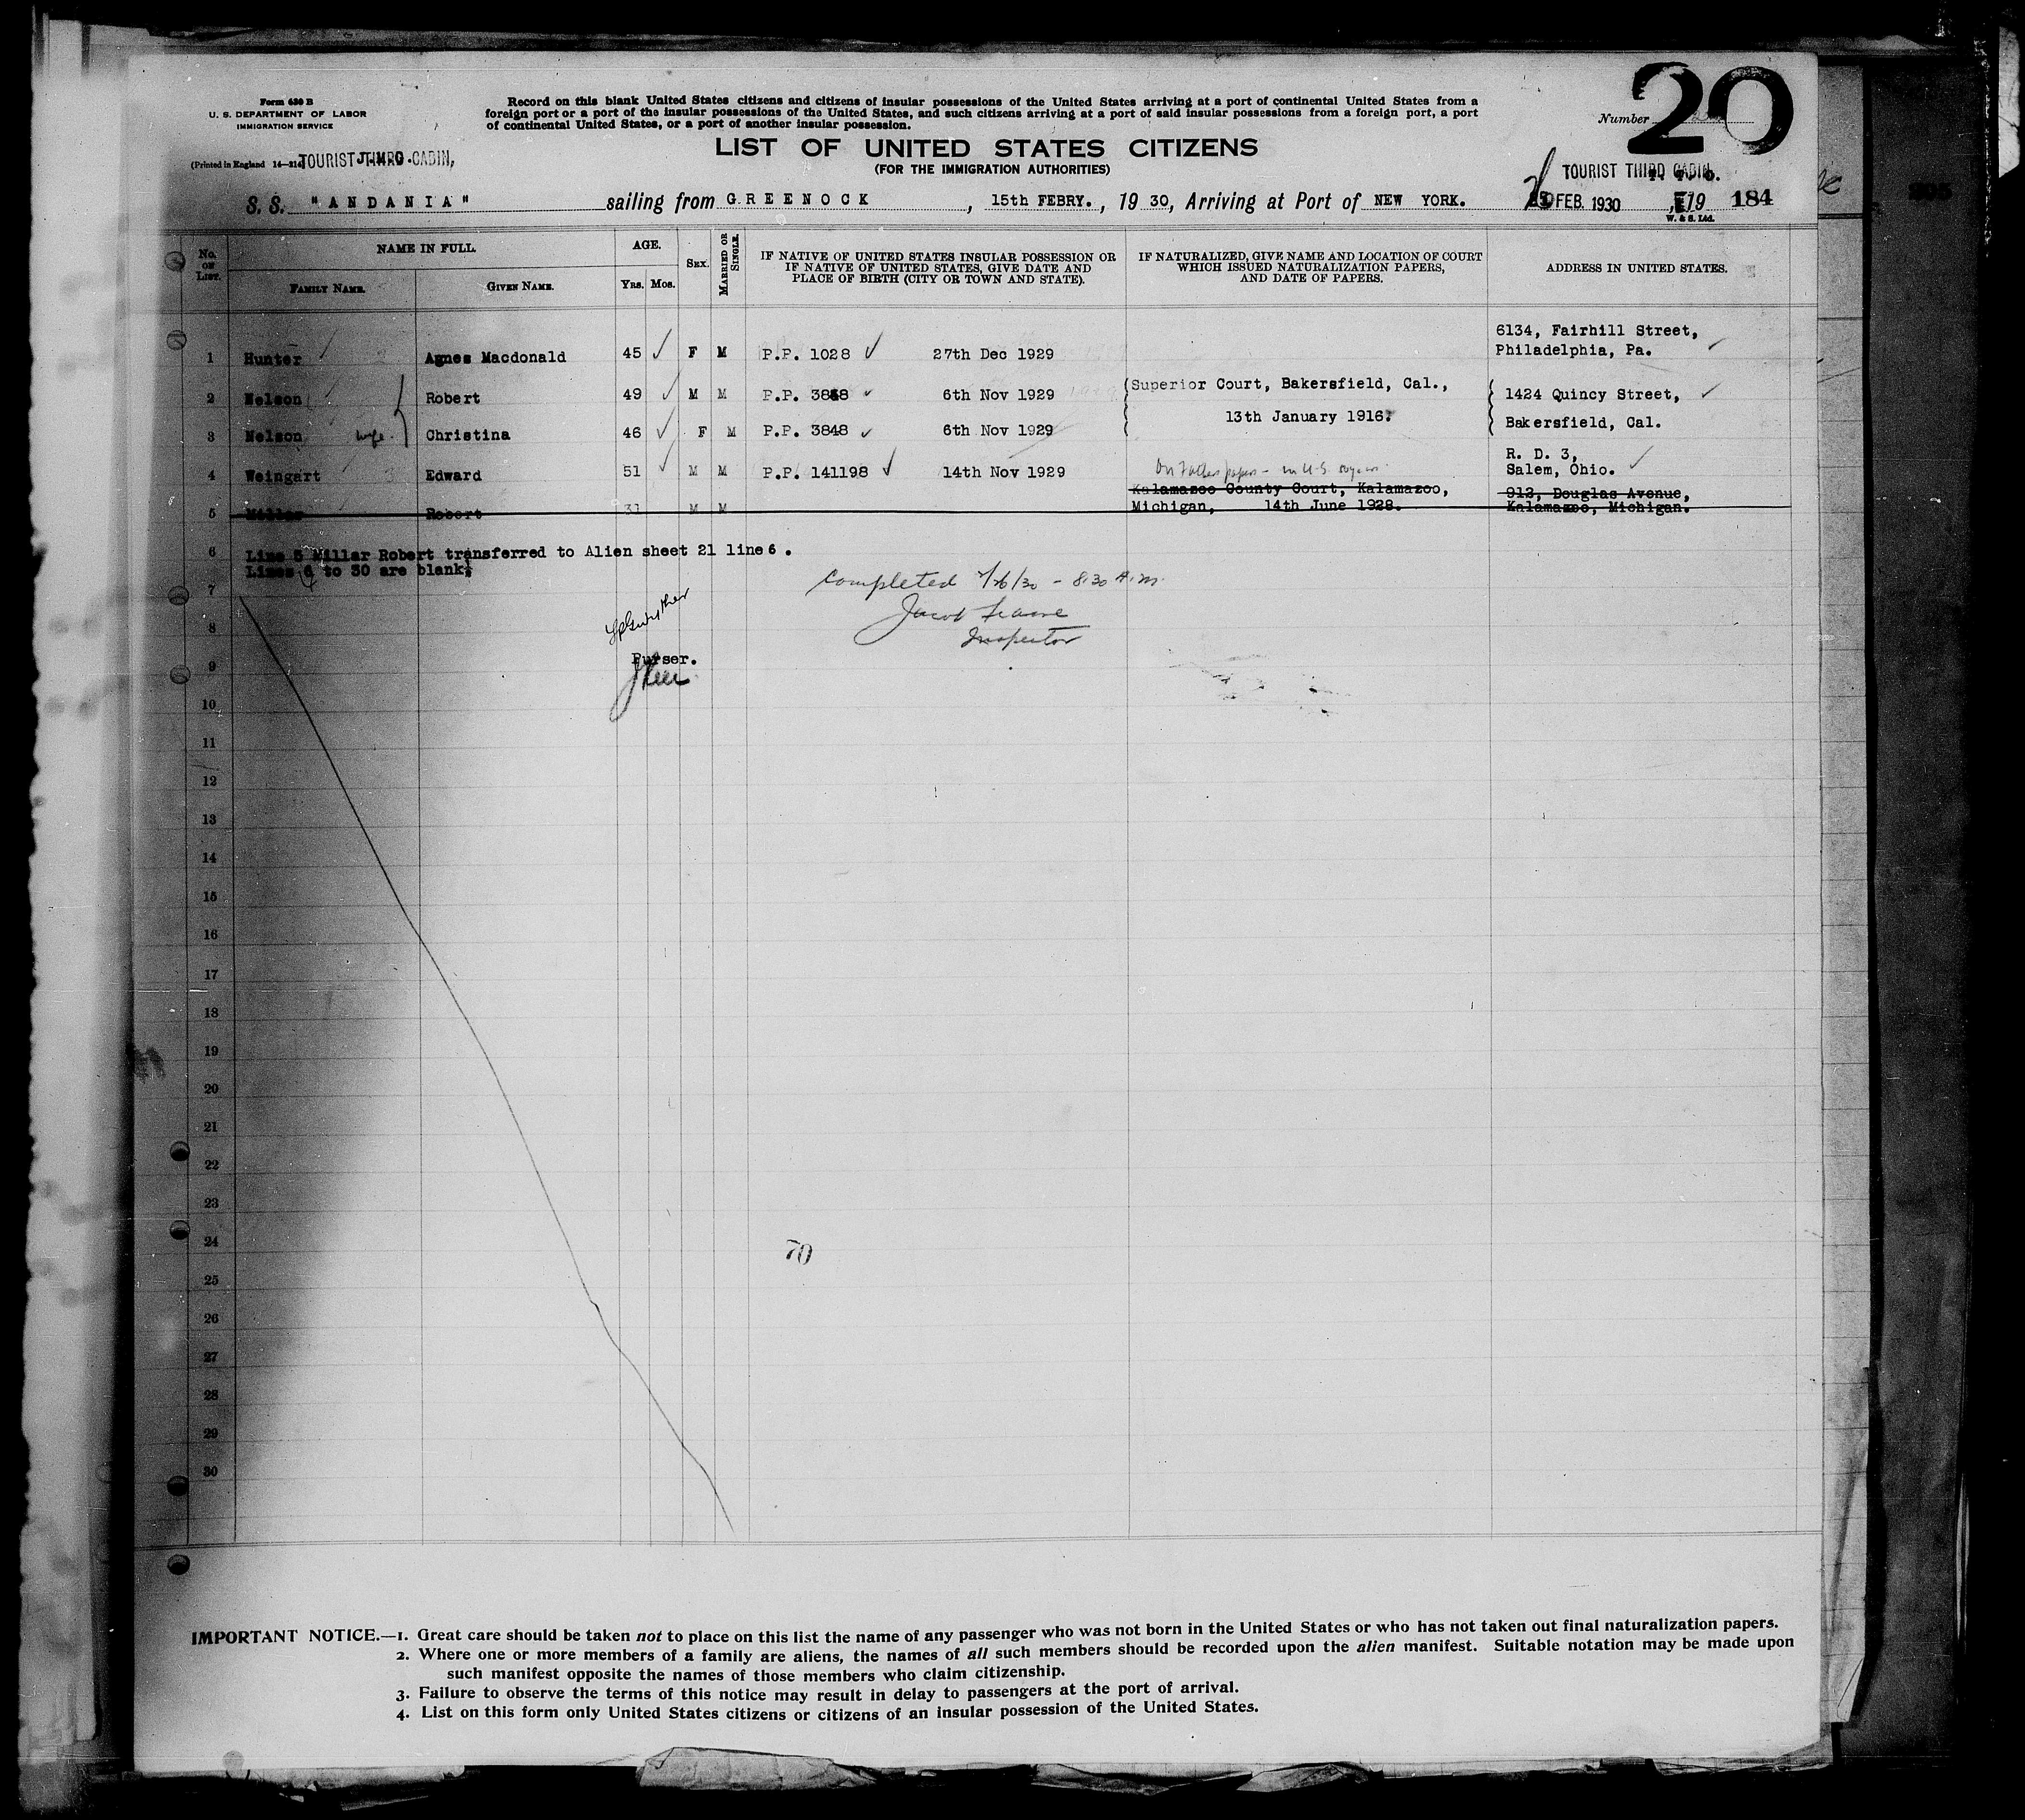 Form 630 B
U. S. DEPARTMENT OF LABOR
IMMIGRATION SERVICE
Record on this blank United States citizens and citizens of insular possessions of the United States arriving at a port of continental United States from a
foreign port or a port of the insular possessions of the United States, and such citizens arriving at a port of said insular possessions from a foreign port, a port
of continental United States, or a port of another insular possession.
Number
20
(Printed in England
TOURIST CABIN,
LIST OF UNITED STATES CITIZENS
(FOR THE IMMIGRATION AUTHORITIES)
TOURIST THIRD CABIN.
S.S. "ANDANIA" sailing from GREENOCK, 15th FEBRY., 1930, Arriving at Port of NEW YORK. FEB. 1930 19 184
W. & S. Ltd.
No. on List.
NAME IN FULL.
Family Name.
Given Name.
AGE.
Yrs. Mos.
Sex.
Married or Single.
IF NATIVE OF UNITED STATES INSULAR POSSESSION OR
IF NATIVE OF UNITED STATES, GIVE DATE AND
PLACE OF BIRTH (CITY OR TOWN AND STATE).
IF NATURALIZED, GIVE NAME AND LOCATION OF COURT
WHICH ISSUED NATURALIZATION PAPERS,
AND DATE OF PAPERS.
ADDRESS IN UNITED STATES.
6134, Fairhill Street,
1 Hunter Agnes Macdonald 45 F M P.P. 1028 27th Dec 1929 Philadelphia, Pa.
Superior Court, Bakersfield, Cal.,
2 Nelson Robert 49 M M P.P. 3848 6th Nov 1929 1424 Quincy Street,
13th January 1916.
3 Nelson wife Christina 46 F M P.P. 3848 6th Nov 1929 Bakersfield, Cal.
R. D. 3,
4 Weingart Edward 51 M M P.P. 141198 14th Nov 1929 Salem, Ohio.
On Father papers - in U-S
Kalamazoo County Court, Kalamazoo, 912, Douglas Avenue,
5 Millar Robert 31 M M Michigan, 14th June 1928. Kalamazoo, Michigan.
6 Line 5 Millar Robert transferred to Alien sheet 21 line 6.
Lines 6 to 30 are blank.
completed 2/26/30 - 8.30 A.M.
7
Jacob
8
Inspector
Purser.
9
10
11
12
13
14
15
16
17
18
19
20
21
22
23
24
70
25
26
27
28
29
30
IMPORTANT NOTICE.—1. Great care should be taken not to place on this list the name of any passenger who was not born in the United States or who has not taken out final naturalization papers.
2. Where one or more members of a family are aliens, the names of all such members should be recorded upon the alien manifest. Suitable notation may be made upon
such manifest opposite the names of those members who claim citizenship.
3. Failure to observe the terms of this notice may result in delay to passengers at the port of arrival.
4. List on this form only United States citizens or citizens of an insular possession of the United States.